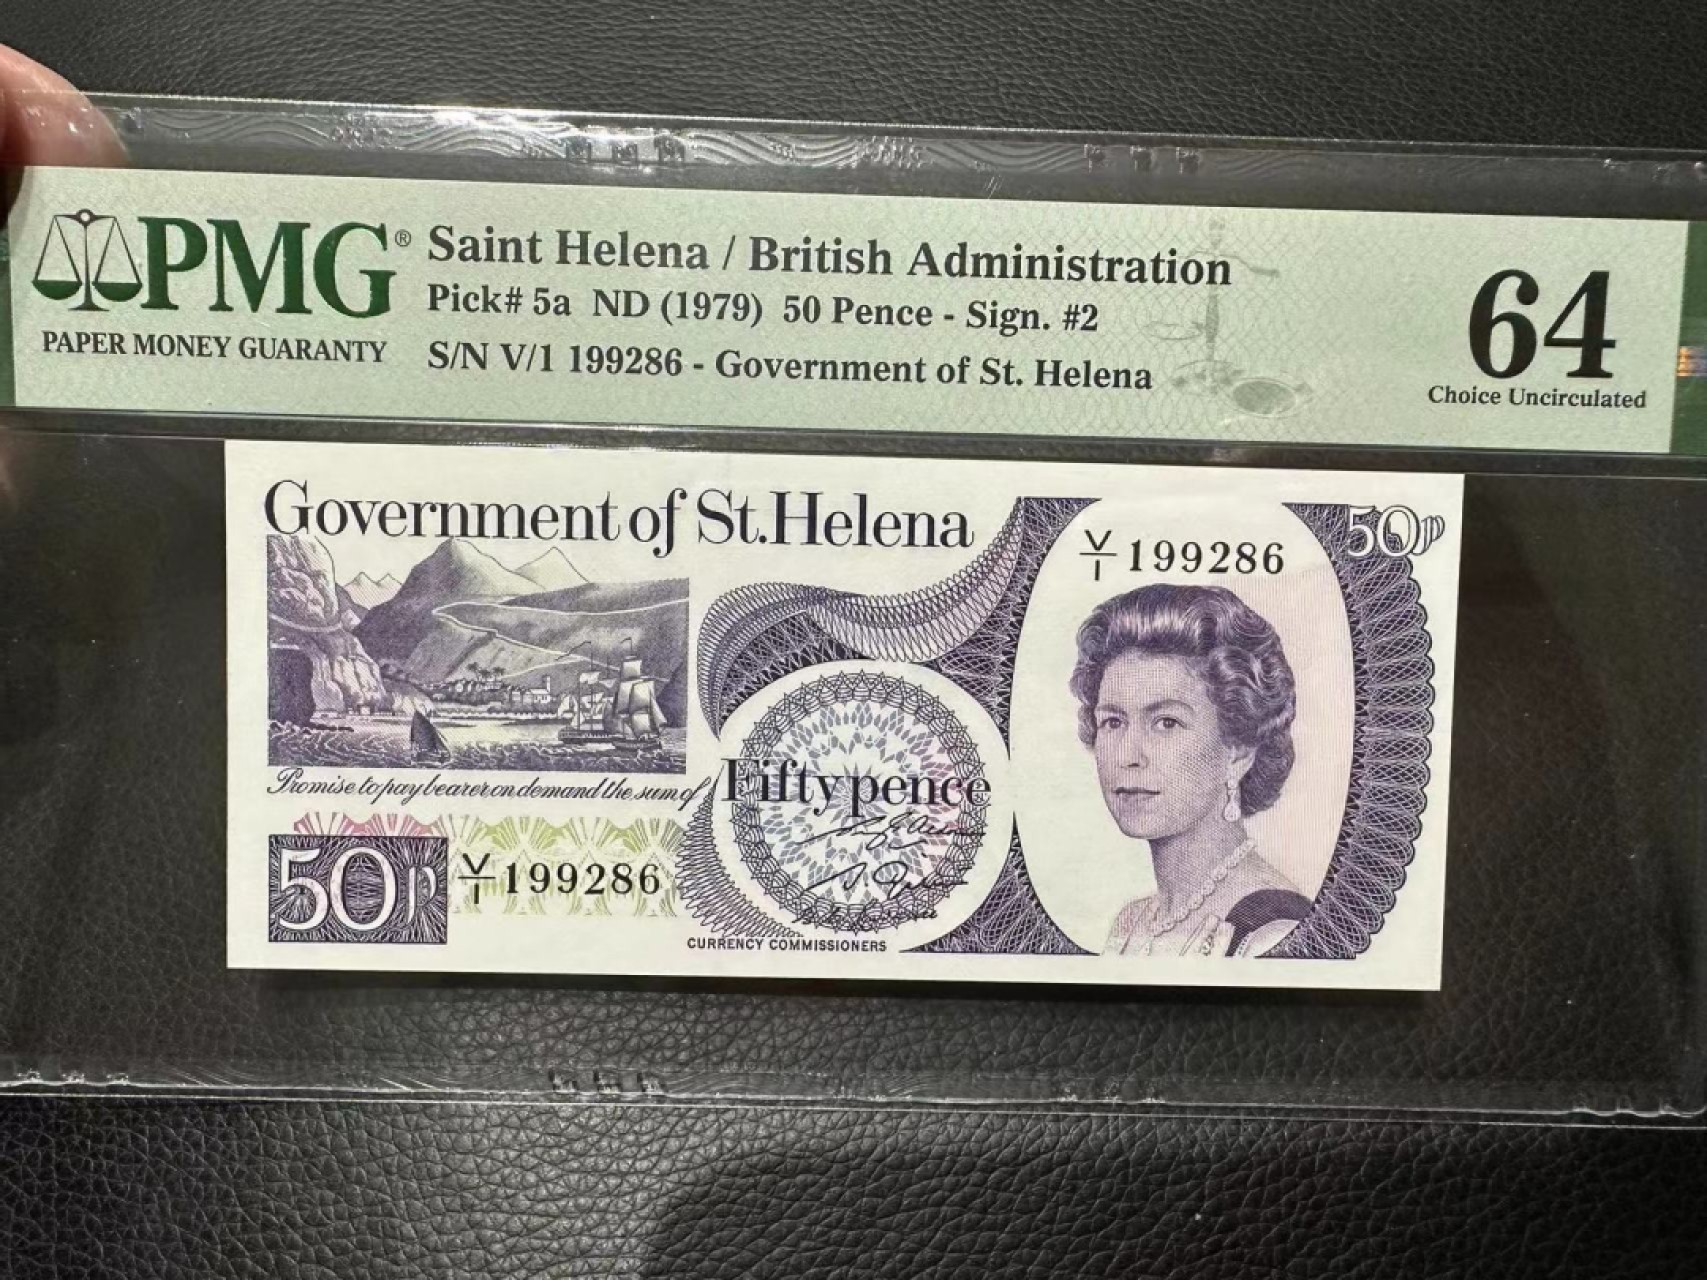 PMG®
PAPER MONEY GUARANTY
Saint Helena / British Administration
Pick# 5a ND (1979) 50 Pence - Sign. #2
S/N V/1 199286 - Government of St. Helena
64
Choice Uncirculated
Government of St.Helena
V/1 199286
50p
Promise to pay bearer on demand the sum of
Fifty pence
50p
V/1 199286
CURRENCY COMMISSIONERS